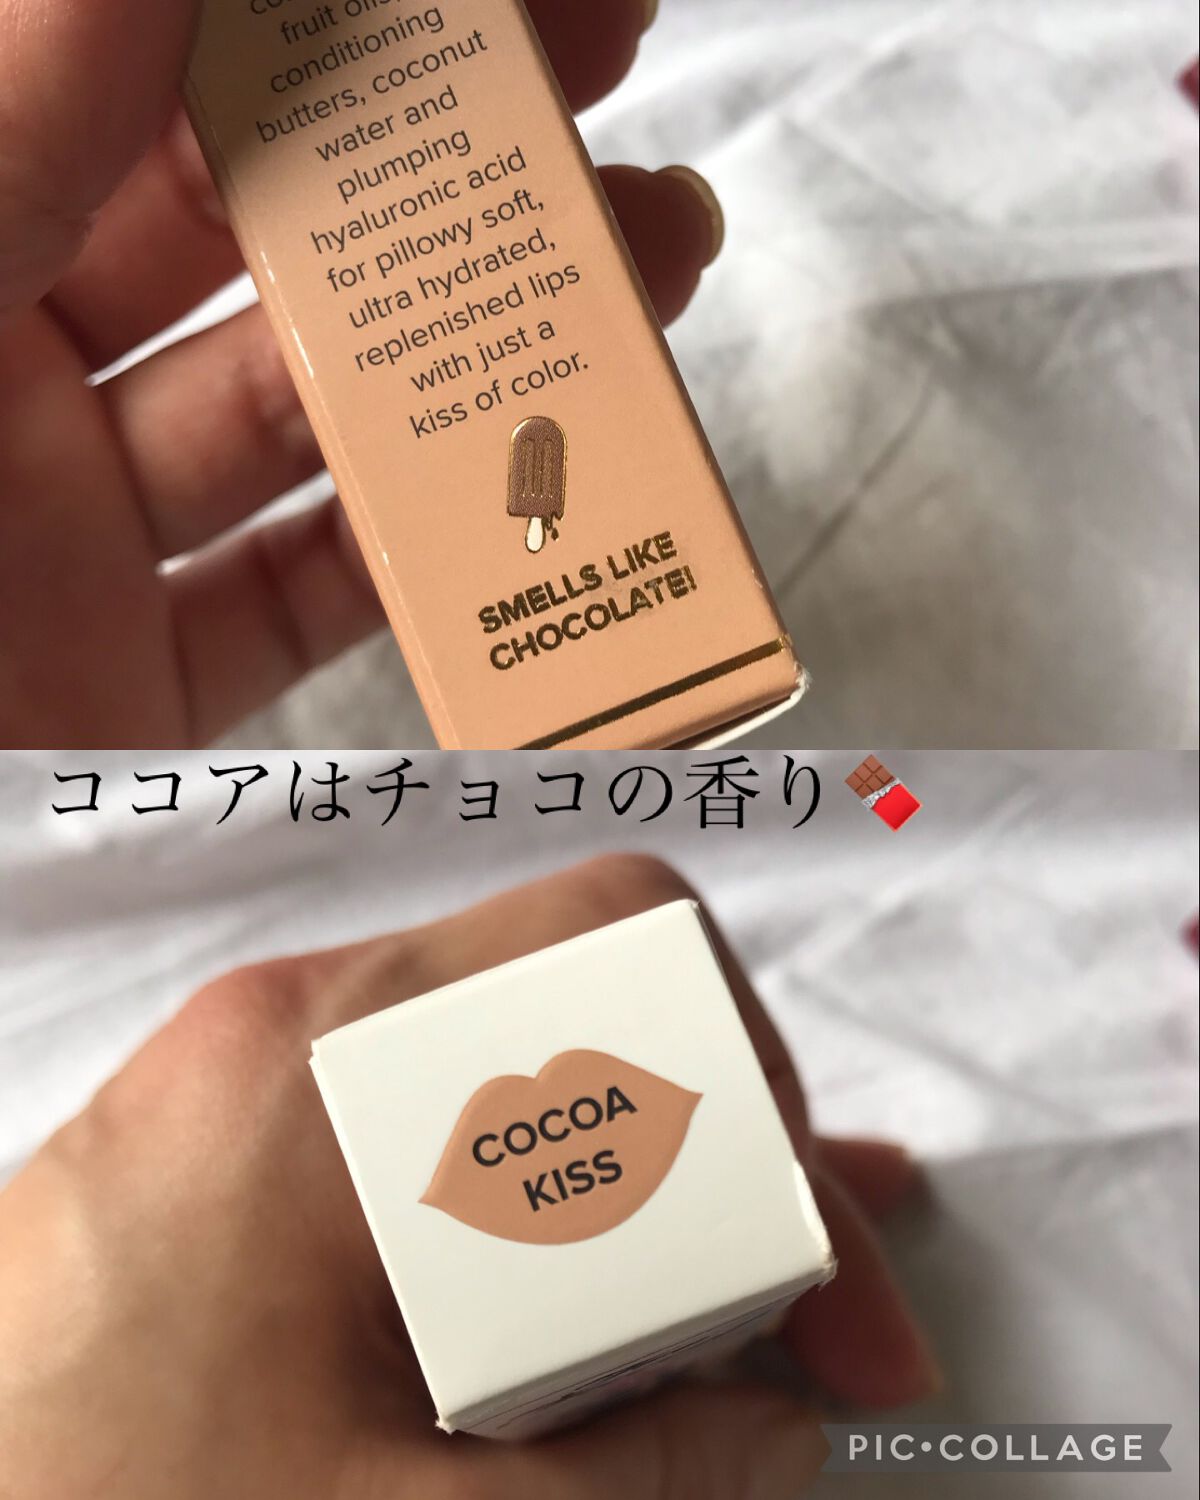 fruit oils,
conditioning
butters, coconut
water and
plumping
hyaluronic acid
for pillowy soft,
ultra hydrated,
replenished lips
with just a
kiss of color.
SMELLS LIKE
CHOCOLATE!
ココアはチョコの香り🍫
COCOA
KISS
PIC•COLLAGE